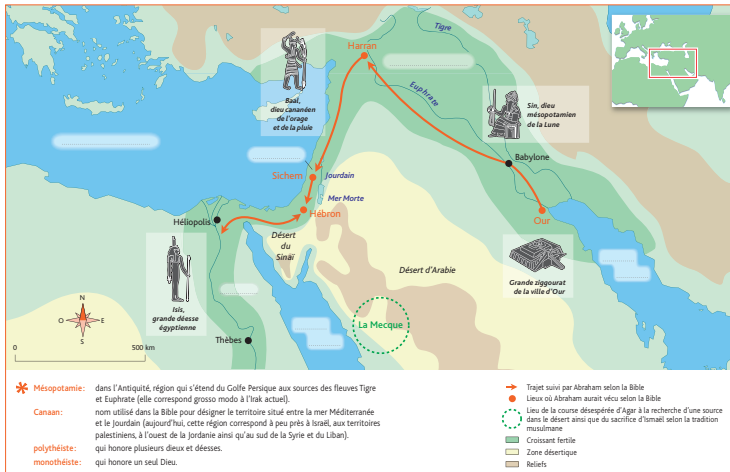 Harran
Tigre
Euphrate
Baal,
dieu cananéen
de l'orage
et de la pluie
Sin, dieu
mésopotamien
de la Lune
Babylone
Sichem
Jourdain
Mer Morte
Hébron
Our
Héliopolis
Désert
du
Sinaï
Désert d'Arabie
Grande ziggourat
de la ville d'Our
Isis,
grande déesse
égyptienne
La Mecque
Thèbes
N
O
E
S
0 500 km
Mésopotamie: dans l'Antiquité, région qui s'étend du Golfe Persique aux sources des fleuves Tigre
et Euphrate (elle correspond grosso modo à l'Irak actuel).
Canaan: nom utilisé dans la Bible pour désigner le territoire situé entre la mer Méditerranée
et le Jourdain (aujourd'hui, cette région correspond à peu près à Israël, aux territoires
palestiniens, à l'ouest de la Jordanie ainsi qu'au sud de la Syrie et du Liban).
polythéiste: qui honore plusieurs dieux et déesses.
monothéiste: qui honore un seul Dieu.
Trajet suivi par Abraham selon la Bible
Lieux où Abraham aurait vécu selon la Bible
Lieu de la course désespérée d'Agar à la recherche d'une source
dans le désert ainsi que du sacrifice d'Ismaël selon la tradition
musulmane
Croissant fertile
Zone désertique
Reliefs